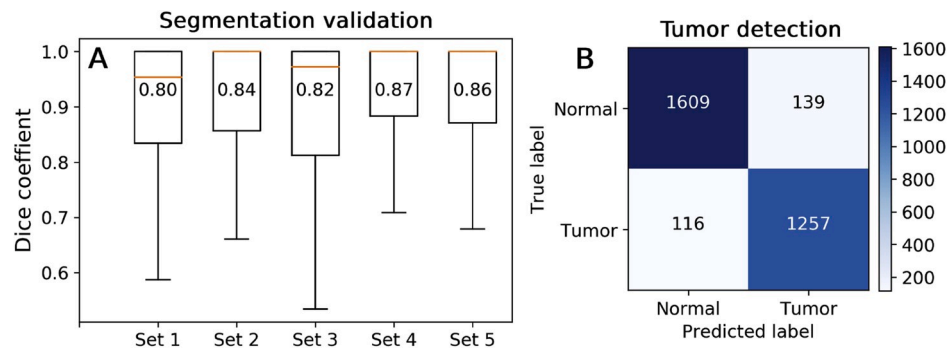 Segmentation validation
A
1.0
0.9
0.8
0.7
0.6
Dice coeffient
0.80
0.84
0.82
0.87
0.86
Set 1 Set 2 Set 3 Set 4 Set 5
Tumor detection
B
True label
Normal
1609 139
Tumor
116 1257
Normal Tumor
Predicted label
1600
1400
1200
1000
800
600
400
200